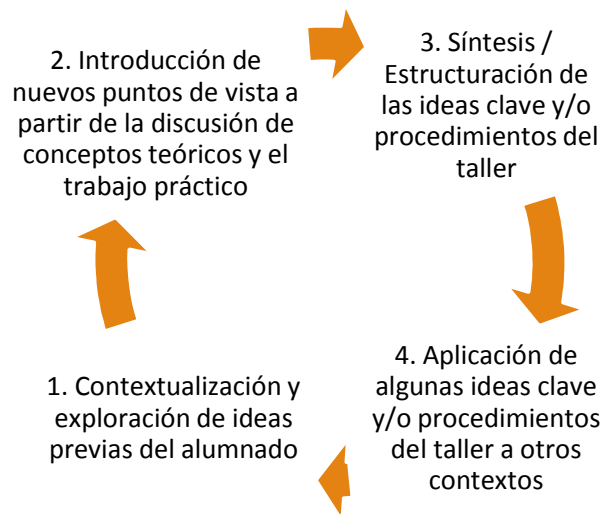 2. Introducción de
nuevos puntos de vista a
partir de la discusión de
conceptos teóricos y el
trabajo práctico
3. Síntesis /
Estructuración de
las ideas clave y/o
procedimientos del
taller
1. Contextualización y
exploración de ideas
previas del alumnado
4. Aplicación de
algunas ideas clave
y/o procedimientos
del taller a otros
contextos